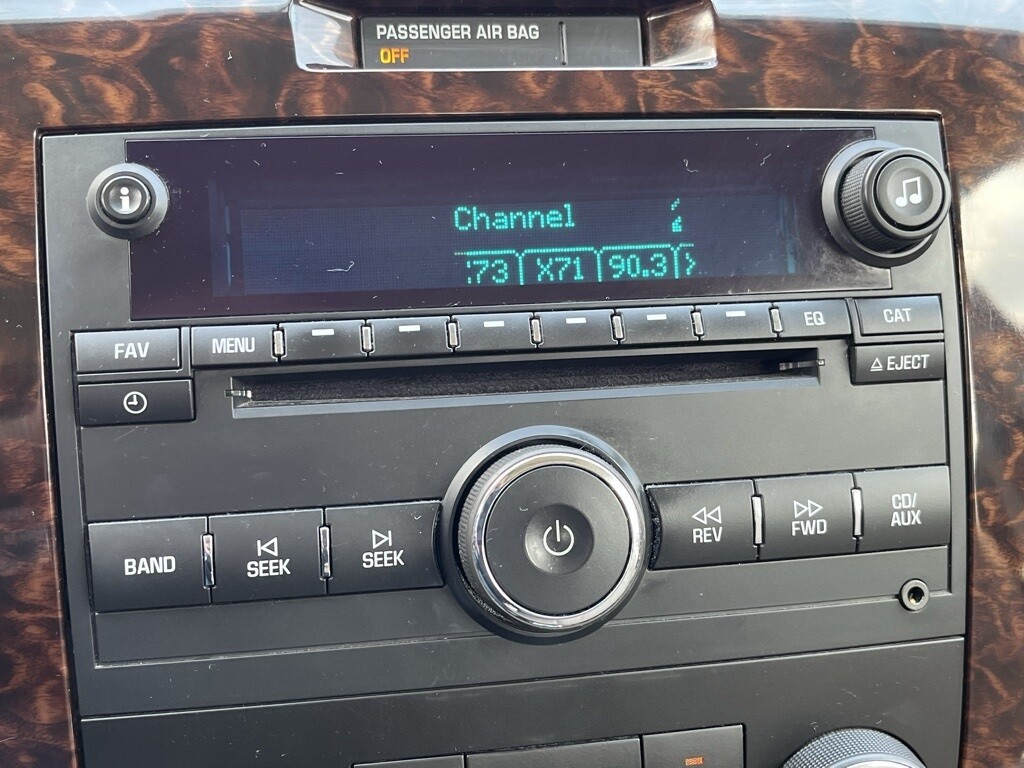 PASSENGER AIR BAG
OFF
i
Channel
73 X71 90.3
FAV MENU EQ CAT
EJECT
BAND SEEK SEEK REV FWD CD/
AUX